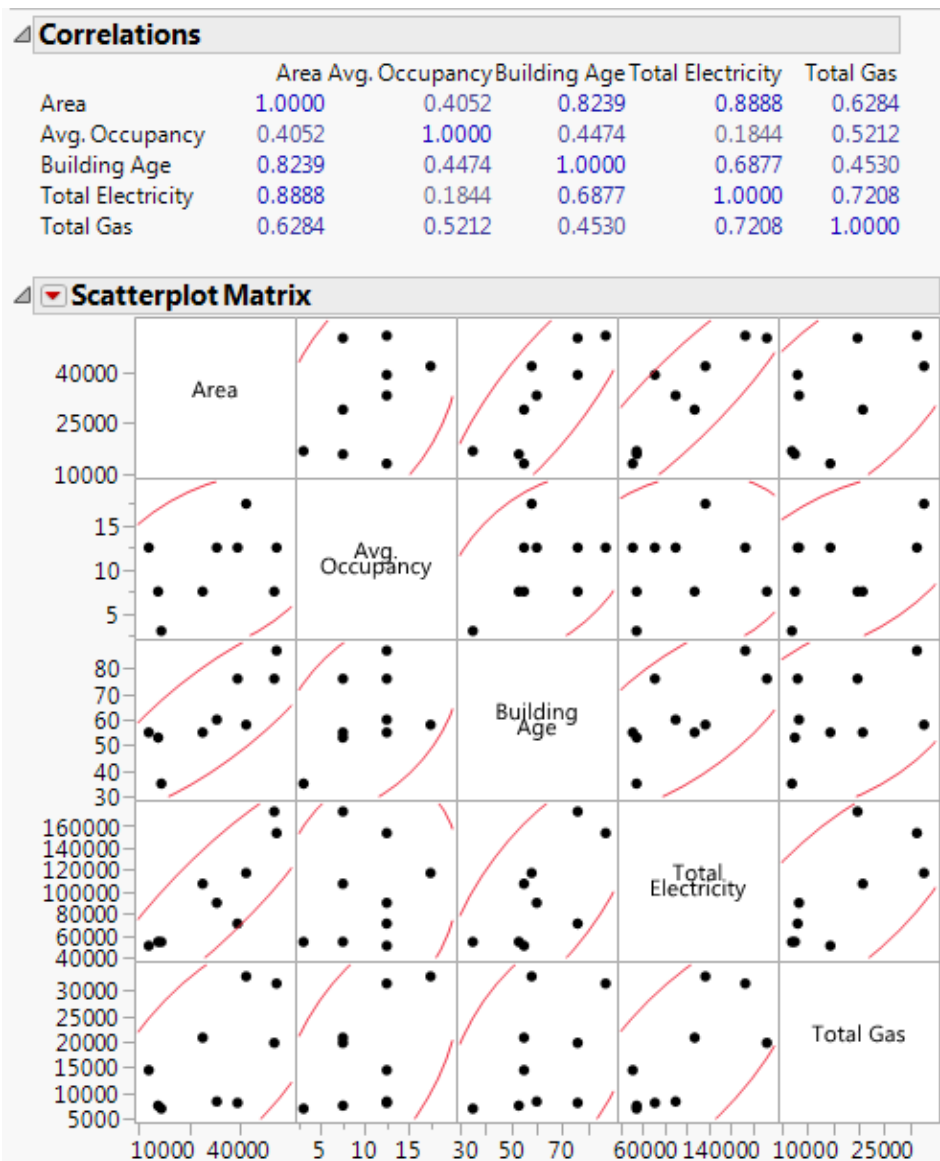 Correlations
Area Avg. Occupancy Building Age Total Electricity Total Gas
Area 1.0000 0.4052 0.8239 0.8888 0.6284
Avg. Occupancy 0.4052 1.0000 0.4474 0.1844 0.5212
Building Age 0.8239 0.4474 1.0000 0.6877 0.4530
Total Electricity 0.8888 0.1844 0.6877 1.0000 0.7208
Total Gas 0.6284 0.5212 0.4530 0.7208 1.0000
Scatterplot Matrix
40000
25000
10000
Area
15
10
5
Avg.
Occupancy
80
70
60
50
40
30
Building
Age
160000
140000
120000
100000
80000
60000
40000
Total
Electricity
30000
25000
20000
15000
10000
5000
Total Gas
10000 40000 5 10 15 30 50 70 60000 140000 10000 25000